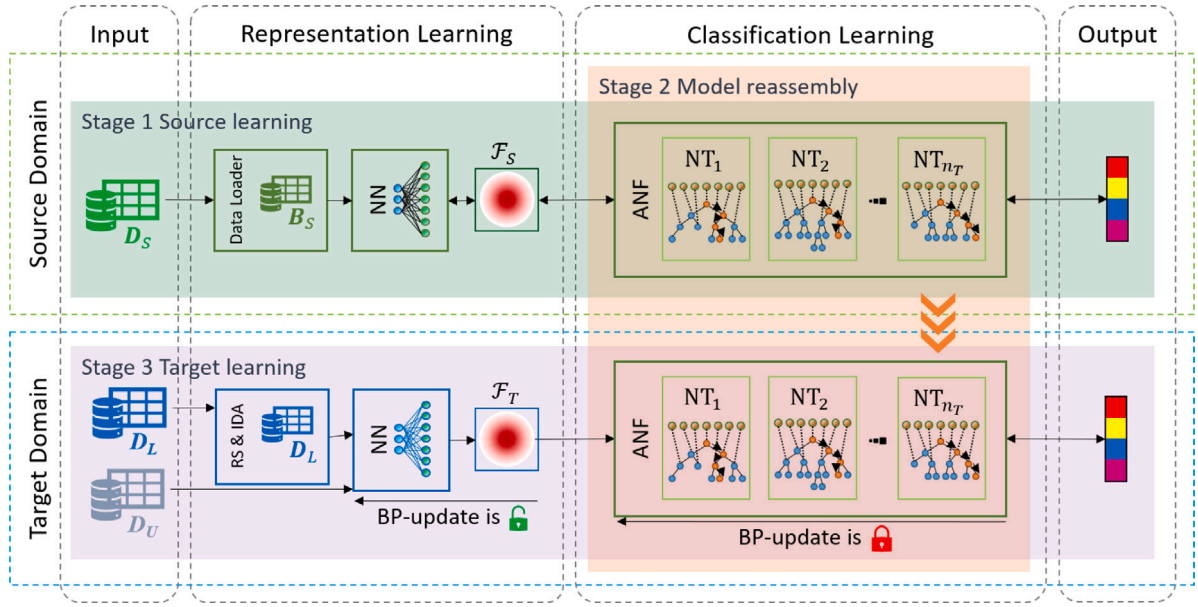 Input
Representation Learning
Classification Learning
Output
Source Domain
Stage 1 Source learning
Stage 2 Model reassembly
D_S
Data Loader
B_S
NN
ℱ_S
ANF
NT_1
NT_2
NT_{n_T}
Target Domain
Stage 3 Target learning
D_L
D_U
RS & IDA
D_L
NN
ℱ_T
BP-update is
ANF
NT_1
NT_2
NT_{n_T}
BP-update is